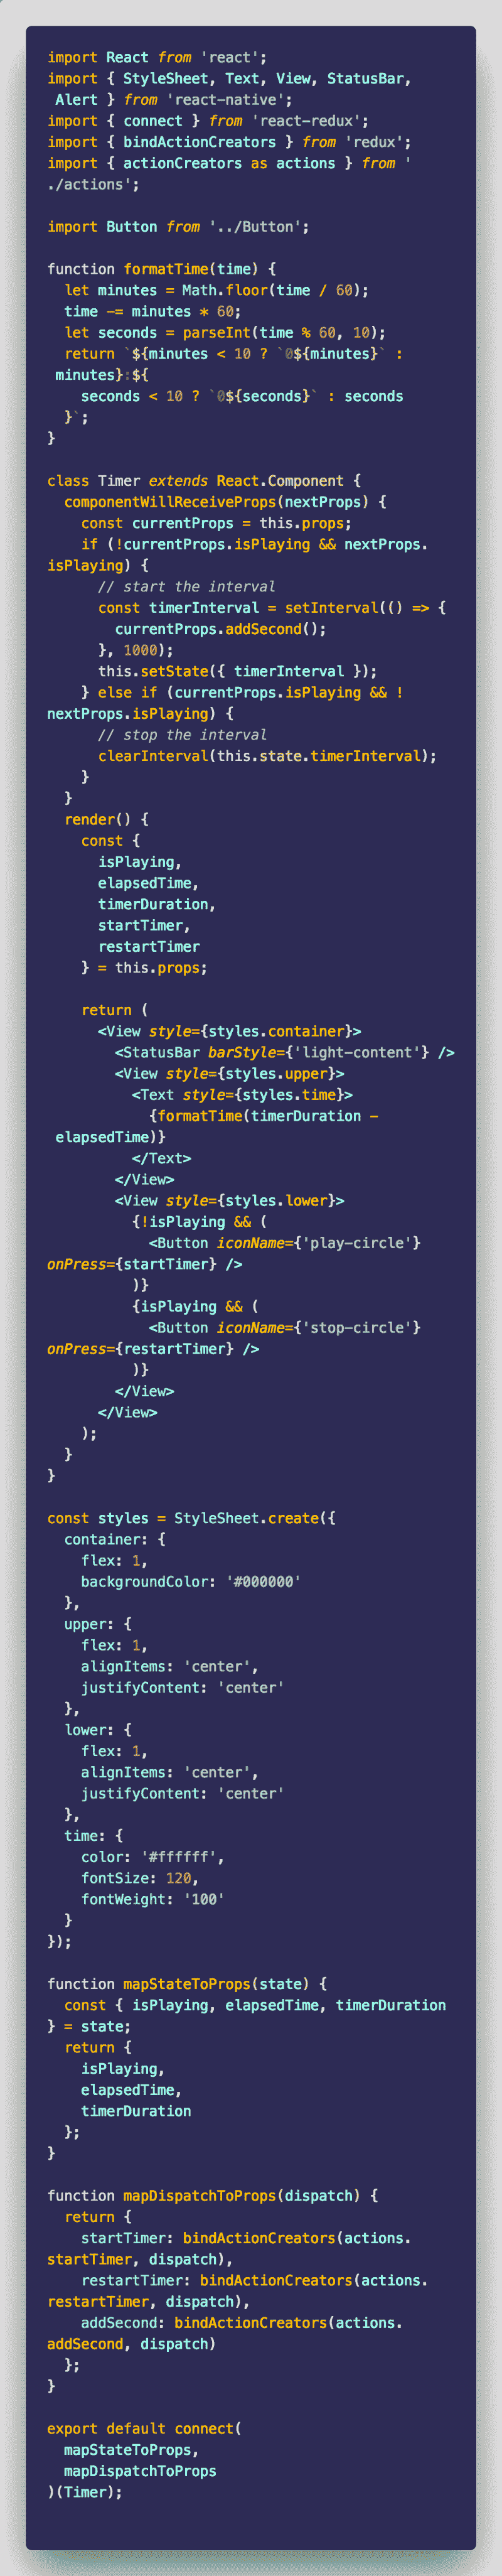 import React from 'react';
import { StyleSheet, Text, View, StatusBar,
 Alert } from 'react-native';
import { connect } from 'react-redux';
import { bindActionCreators } from 'redux';
import { actionCreators as actions } from '
./actions';

import Button from '../Button';

function formatTime(time) {
  let minutes = Math.floor(time / 60);
  time -= minutes * 60;
  let seconds = parseInt(time % 60, 10);
  return `${minutes < 10 ? `0${minutes}` :
 minutes}:${
    seconds < 10 ? `0${seconds}` : seconds
  }`;
}

class Timer extends React.Component {
  componentWillReceiveProps(nextProps) {
    const currentProps = this.props;
    if (!currentProps.isPlaying && nextProps.
isPlaying) {
      // start the interval
      const timerInterval = setInterval(() => {
        currentProps.addSecond();
      }, 1000);
      this.setState({ timerInterval });
    } else if (currentProps.isPlaying && !
nextProps.isPlaying) {
      // stop the interval
      clearInterval(this.state.timerInterval);
    }
  }
  render() {
    const {
      isPlaying,
      elapsedTime,
      timerDuration,
      startTimer,
      restartTimer
    } = this.props;

    return (
      <View style={styles.container}>
        <StatusBar barStyle={'light-content'} />
        <View style={styles.upper}>
          <Text style={styles.time}>
            {formatTime(timerDuration -
 elapsedTime)}
          </Text>
        </View>
        <View style={styles.lower}>
          {!isPlaying && (
            <Button iconName={'play-circle'}
onPress={startTimer} />
          )}
          {isPlaying && (
            <Button iconName={'stop-circle'}
onPress={restartTimer} />
          )}
        </View>
      </View>
    );
  }
}

const styles = StyleSheet.create({
  container: {
    flex: 1,
    backgroundColor: '#000000'
  },
  upper: {
    flex: 1,
    alignItems: 'center',
    justifyContent: 'center'
  },
  lower: {
    flex: 1,
    alignItems: 'center',
    justifyContent: 'center'
  },
  time: {
    color: '#ffffff',
    fontSize: 120,
    fontWeight: '100'
  }
});

function mapStateToProps(state) {
  const { isPlaying, elapsedTime, timerDuration
} = state;
  return {
    isPlaying,
    elapsedTime,
    timerDuration
  };
}

function mapDispatchToProps(dispatch) {
  return {
    startTimer: bindActionCreators(actions.
startTimer, dispatch),
    restartTimer: bindActionCreators(actions.
restartTimer, dispatch),
    addSecond: bindActionCreators(actions.
addSecond, dispatch)
  };
}

export default connect(
  mapStateToProps,
  mapDispatchToProps
)(Timer);